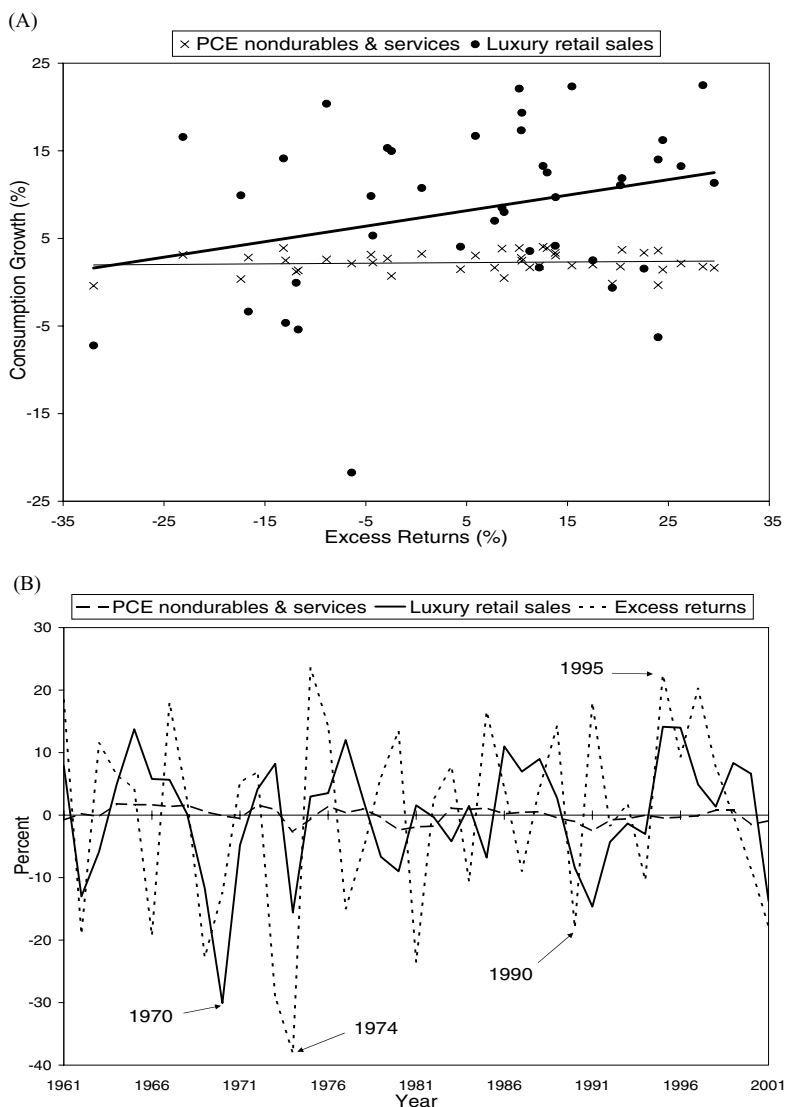 (A)
PCE nondurables & services Luxury retail sales
25
15
5
-5
-15
-25
Consumption Growth (%)
-35 -25 -15 -5 5 15 25 35
Excess Returns (%)
(B)
PCE nondurables & services Luxury retail sales Excess returns
30
20
10
0
-10
-20
-30
-40
Percent
1995
1990
1970
1974
1961 1966 1971 1976 1981 1986 1991 1996 2001
Year